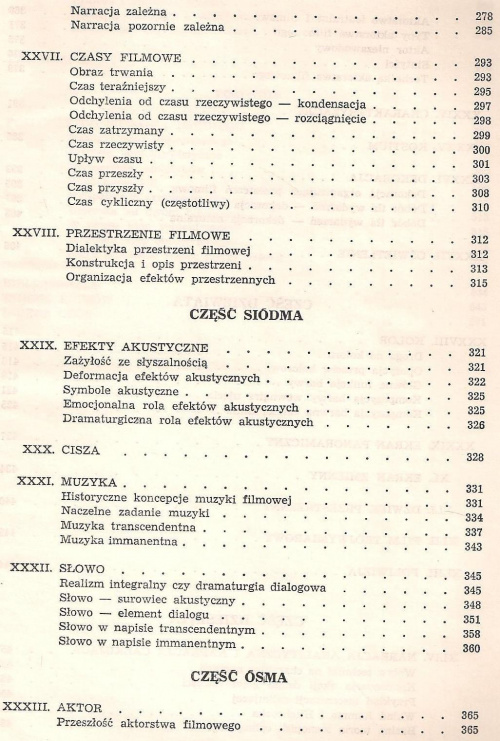 Narracja zależna . . . . . . . . . . . . . 278
Narracja pozornie zależna . . . . . . . . . . 285
XXVII. CZASY FILMOWE . . . . . . . . . . . 293
Obraz trwania . . . . . . . . . . . . . 293
Czas teraźniejszy . . . . . . . . . . . . 295
Odchylenia od czasu rzeczywistego — kondensacja . . . 297
Odchylenia od czasu rzeczywistego — rozciągnięcie . . . 298
Czas zatrzymany . . . . . . . . . . . . 299
Czas rzeczywisty . . . . . . . . . . . . 300
Upływ czasu . . . . . . . . . . . . . 301
Czas przeszły . . . . . . . . . . . . . 303
Czas przyszły . . . . . . . . . . . . . 308
Czas cykliczny (częstotliwy) . . . . . . . . . 310
XXVIII. PRZESTRZENIE FILMOWE . . . . . . . . 312
Dialektyka przestrzeni filmowej . . . . . . . . 312
Konstrukcja i opis przestrzeni . . . . . . . . 313
Organizacja efektów przestrzennych . . . . . . . 315
CZĘŚĆ SIÓDMA
XXIX. EFEKTY AKUSTYCZNE . . . . . . . . . 321
Zażyłość ze słyszalnością . . . . . . . . . . 321
Deformacja efektów akustycznych . . . . . . . . 322
Symbole akustyczne . . . . . . . . . . . 325
Emocjonalna rola efektów akustycznych . . . . . . 325
Dramaturgiczna rola efektów akustycznych . . . . . 326
XXX. CISZA . . . . . . . . . . . . . . 328
XXXI. MUZYKA . . . . . . . . . . . . . 331
Historyczne koncepcje muzyki filmowej . . . . . . 331
Naczelne zadanie muzyki . . . . . . . . . . 334
Muzyka transcendentna . . . . . . . . . . . 337
Muzyka immanentna . . . . . . . . . . . . 343
XXXII. SŁOWO . . . . . . . . . . . . . 345
Realizm integralny czy dramaturgia dialogowa . . . . 345
Słowo — surowiec akustyczny . . . . . . . . . 348
Słowo — element dialogu . . . . . . . . . . 351
Słowo w napisie transcendentnym . . . . . . . . 358
Słowo w napisie immanentnym . . . . . . . . . 360
CZĘŚĆ ÓSMA
XXXIII. AKTOR . . . . . . . . . . . . . 365
Przeszłość aktorstwa filmowego . . . . . . . . 365